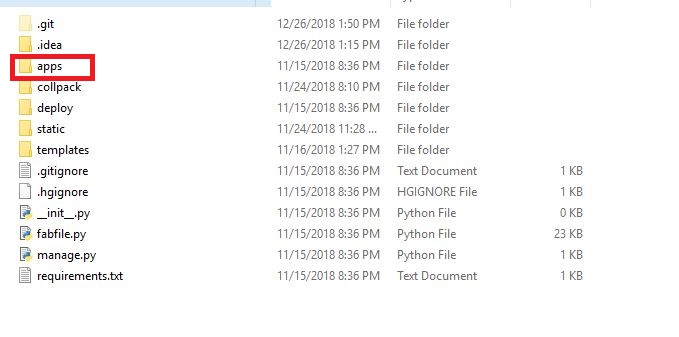 .git 12/26/2018 1:50 PM File folder
.idea 12/26/2018 1:15 PM File folder
apps 11/15/2018 8:36 PM File folder
collpack 11/24/2018 8:10 PM File folder
deploy 11/15/2018 8:36 PM File folder
static 11/24/2018 11:28 ... File folder
templates 11/16/2018 1:27 PM File folder
.gitignore 11/15/2018 8:36 PM Text Document 1 KB
.hgignore 11/15/2018 8:36 PM HGIGNORE File 1 KB
__init__.py 11/15/2018 8:36 PM Python File 0 KB
fabfile.py 11/15/2018 8:36 PM Python File 23 KB
manage.py 11/15/2018 8:36 PM Python File 1 KB
requirements.txt 11/15/2018 8:36 PM Text Document 1 KB